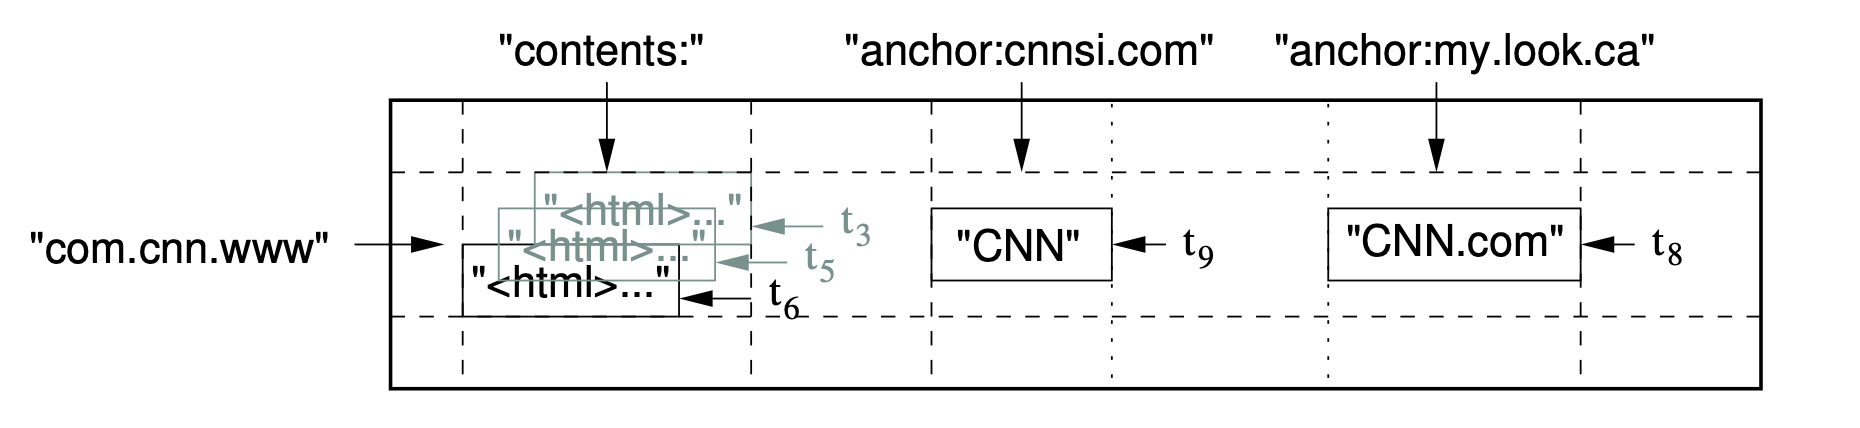 "contents:" "anchor:cnnsi.com" "anchor:my.look.ca"
"<html>..." t3
"<html>..." t5
"<html>..." t6
"com.cnn.www"
"CNN" t9
"CNN.com" t8